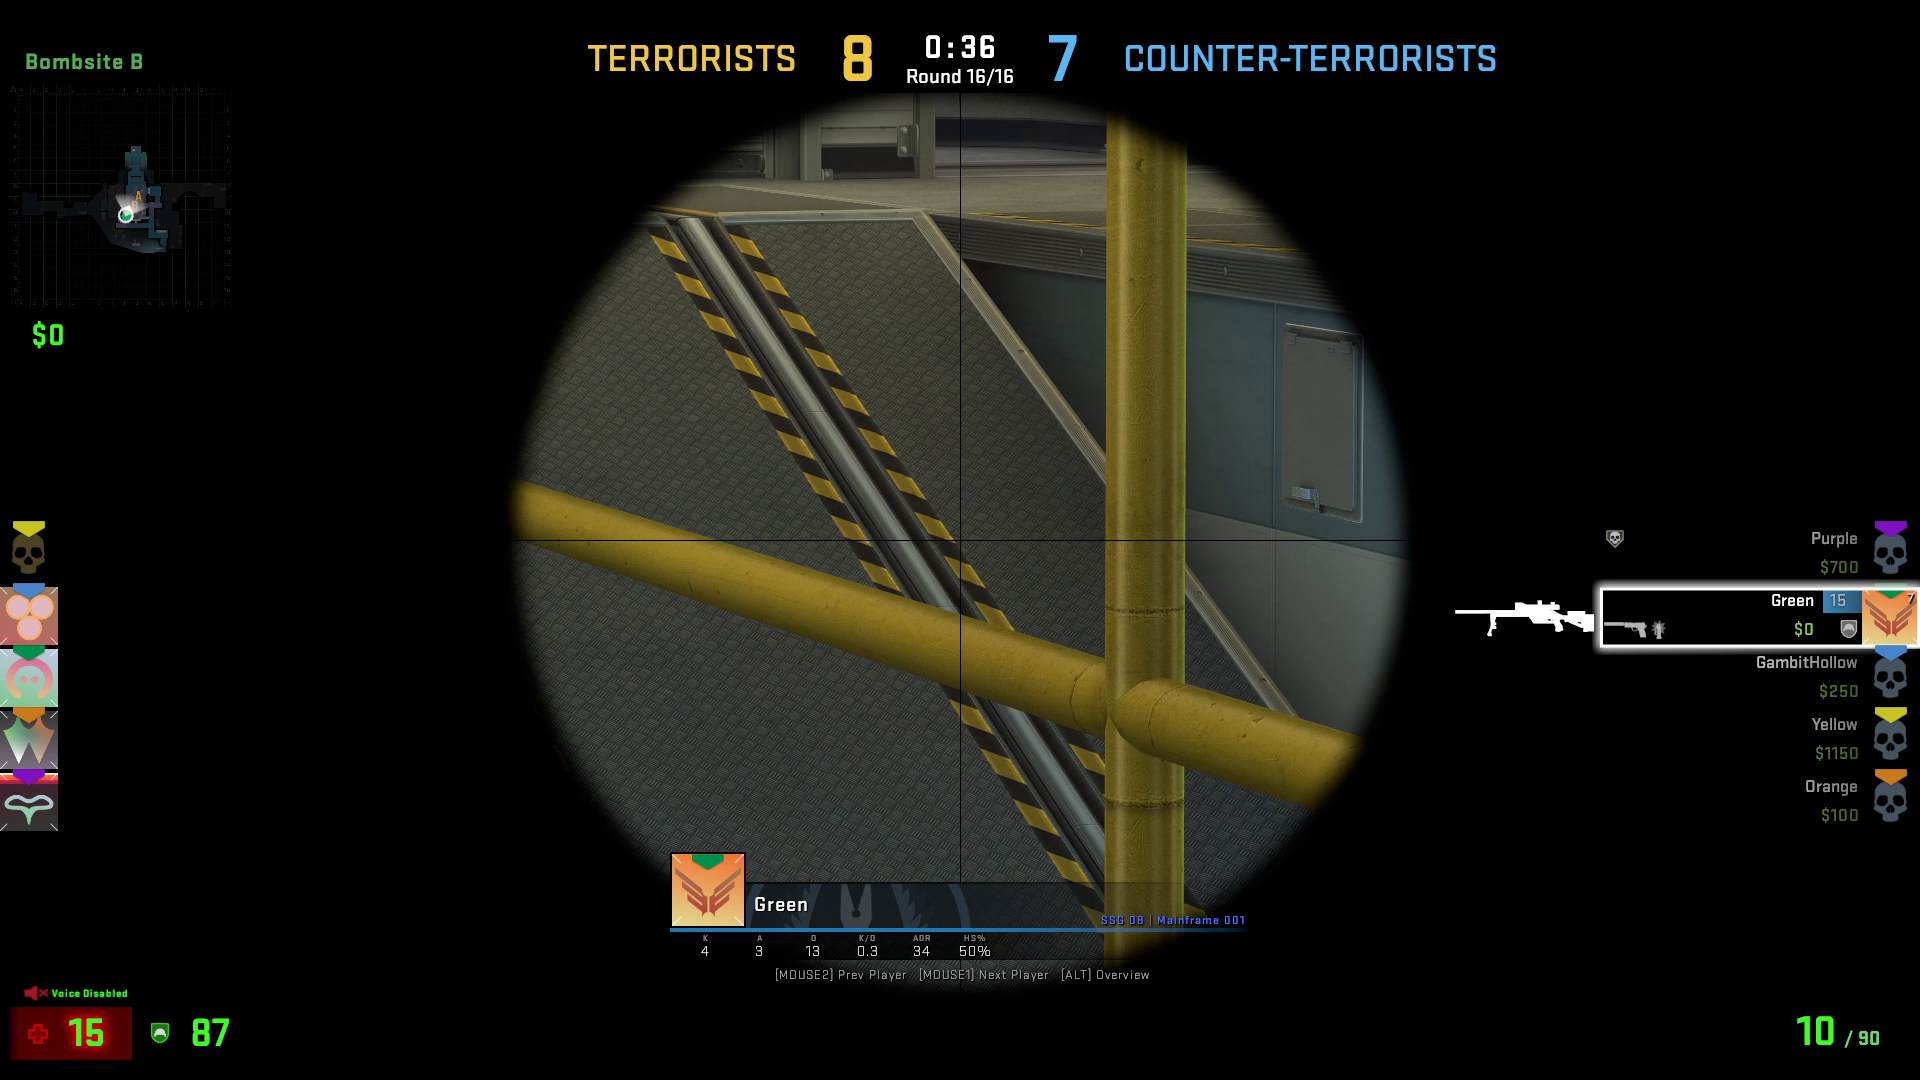 Bombsite B
TERRORISTS 8 0:36 7 COUNTER-TERRORISTS
Round 16/16
A
$0
Purple
$700
Green 15 7
$0
GambitHollow
$250
Yellow
$1150
Orange
$100
Green
SSG 08 | Mainframe 001
K A D K/D ADR HS%
4 3 13 0.3 34 50%
[MOUSE2] Prev Player [MOUSE1] Next Player [ALT] Overview
Voice Disabled
15 87
10 / 90